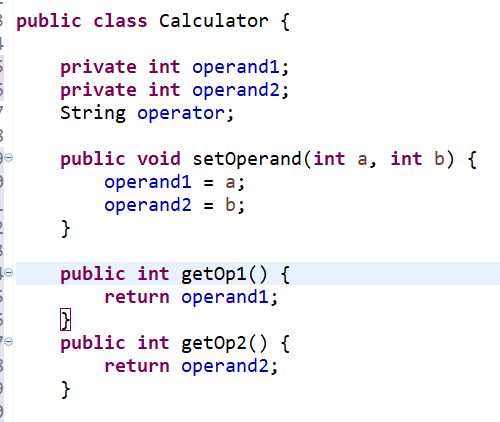 public class Calculator {
private int operand1;
private int operand2;
String operator;
public void setOperand(int a, int b) {
operand1 = a;
operand2 = b;
}
public int getOp1() {
return operand1;
}
public int getOp2() {
return operand2;
}